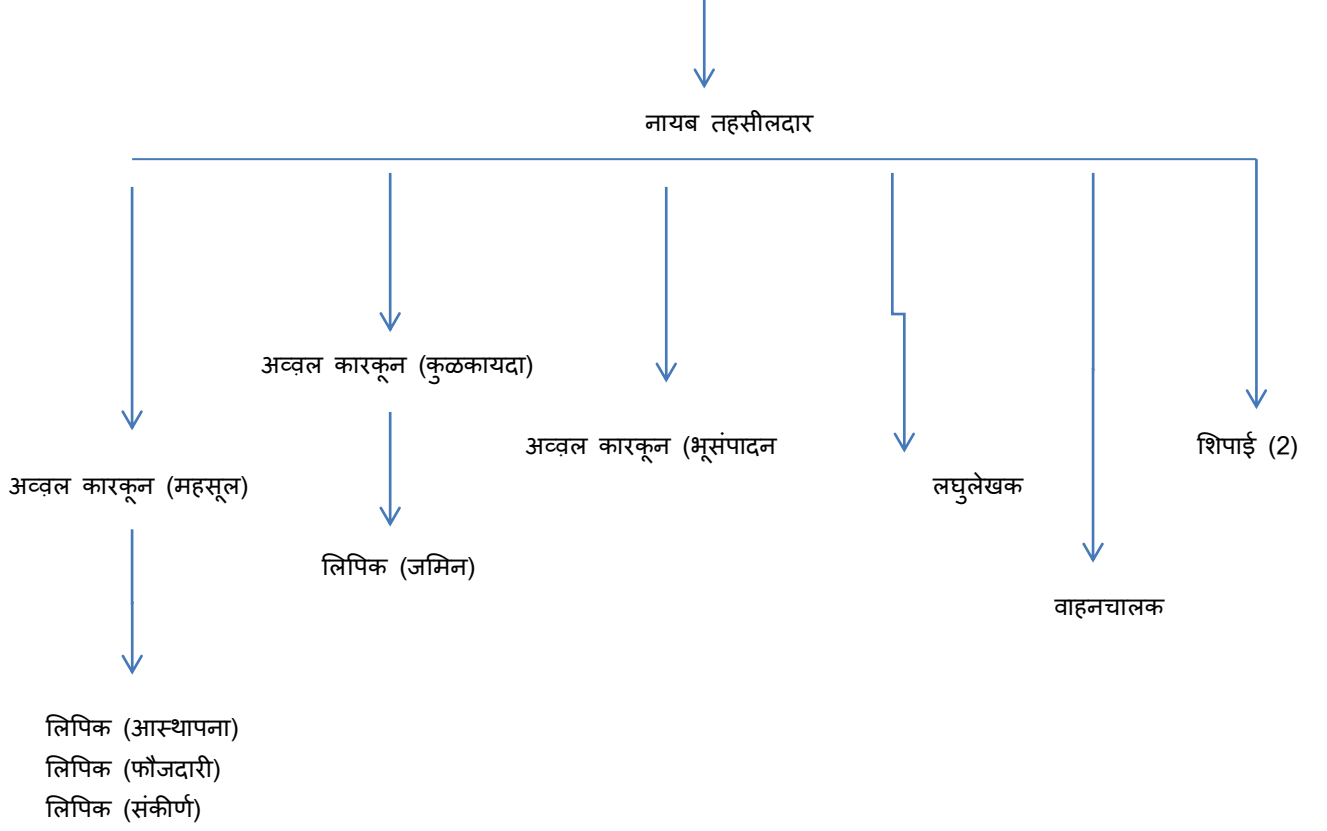 नायब तहसीलदार
अव्व़ल कारकून (कुळकायदा)
अव्व़ल कारकून (भूसंपादन
शिपाई (2)
अव्व़ल कारकून (महसूल)
लघुलेखक
लिपिक (जमिन)
वाहनचालक
लिपिक (आस्थापना)
लिपिक (फौजदारी)
लिपिक (संकीर्ण)